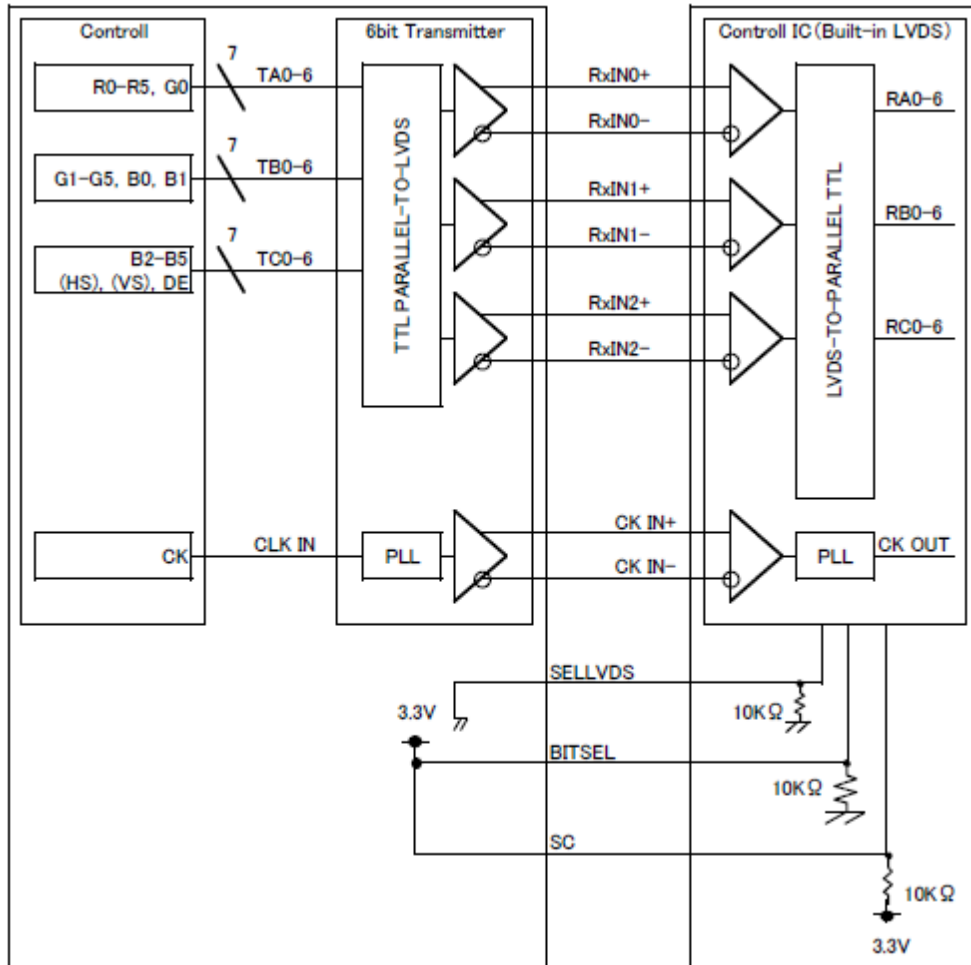 Controll
6bit Transmitter
Controll IC(Built-in LVDS)
R0-R5, G0
7
TA0-6
RxIN0+
RxIN0-
RA0-6
G1-G5, B0, B1
7
TB0-6
RxIN1+
RxIN1-
RB0-6
B2-B5
(HS), (VS), DE
7
TC0-6
RxIN2+
RxIN2-
RC0-6
TTL PARALLEL-TO-LVDS
LVDS-TO-PARALLEL TTL
CK
CLK IN
PLL
CK IN+
CK IN-
PLL
CK OUT
SELLVDS
10KΩ
3.3V
BITSEL
10KΩ
SC
10KΩ
3.3V